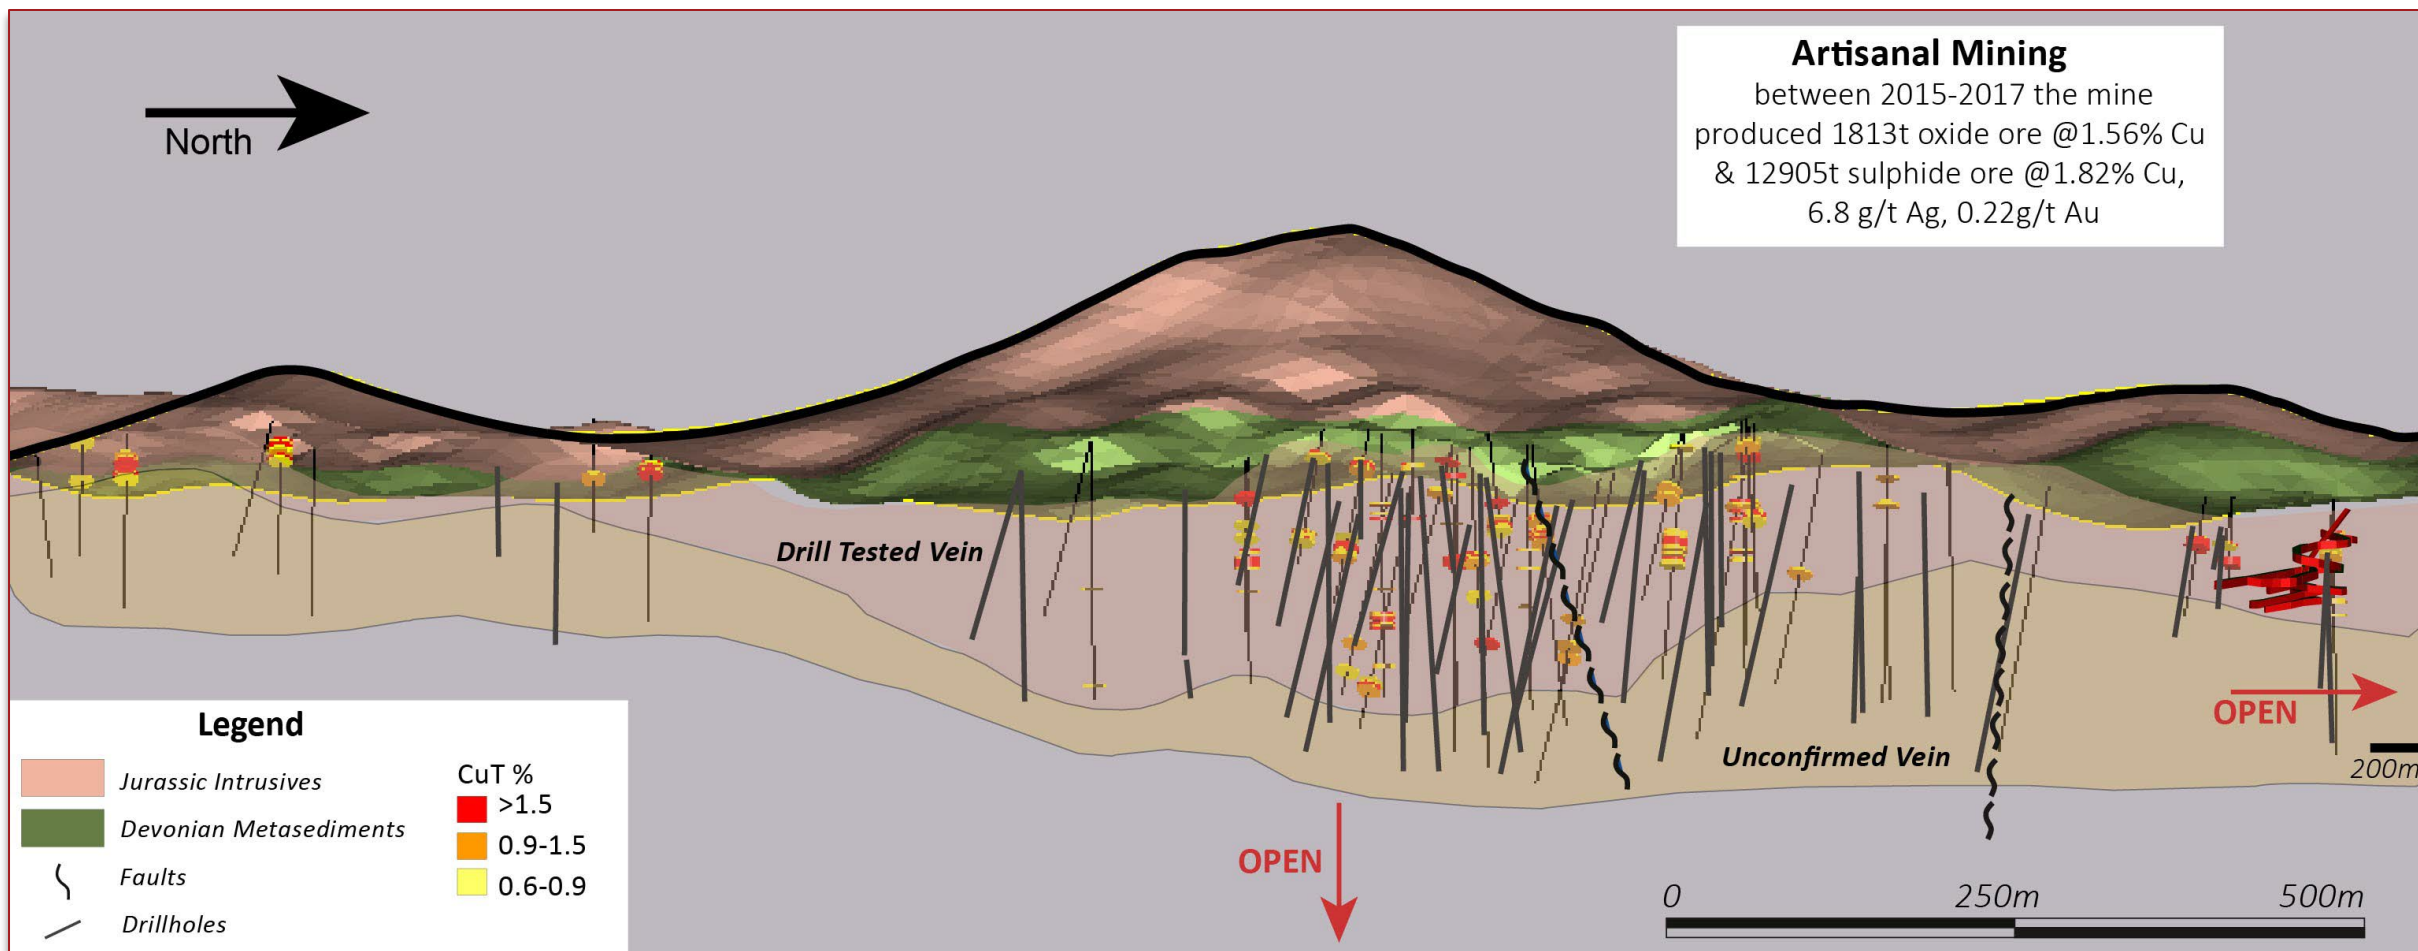 Artisanal Mining
between 2015-2017 the mine
produced 1813t oxide ore @1.56% Cu
& 12905t sulphide ore @1.82% Cu,
6.8 g/t Ag, 0.22g/t Au
North
Drill Tested Vein
Unconfirmed Vein
OPEN
200m
OPEN
Legend
Jurassic Intrusives
Devonian Metasediments
Faults
Drillholes
CuT %
>1.5
0.9-1.5
0.6-0.9
0 250m 500m